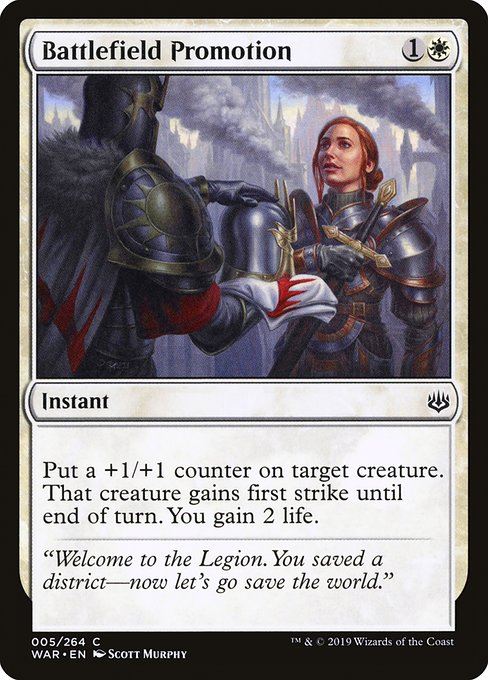 Battlefield Promotion 1
Instant
Put a +1/+1 counter on target creature.
That creature gains first strike until
end of turn. You gain 2 life.
“Welcome to the Legion. You saved a
district—now let’s go save the world.”
005/264 C
WAR • EN Scott Murphy
™ & © 2019 Wizards of the Coast